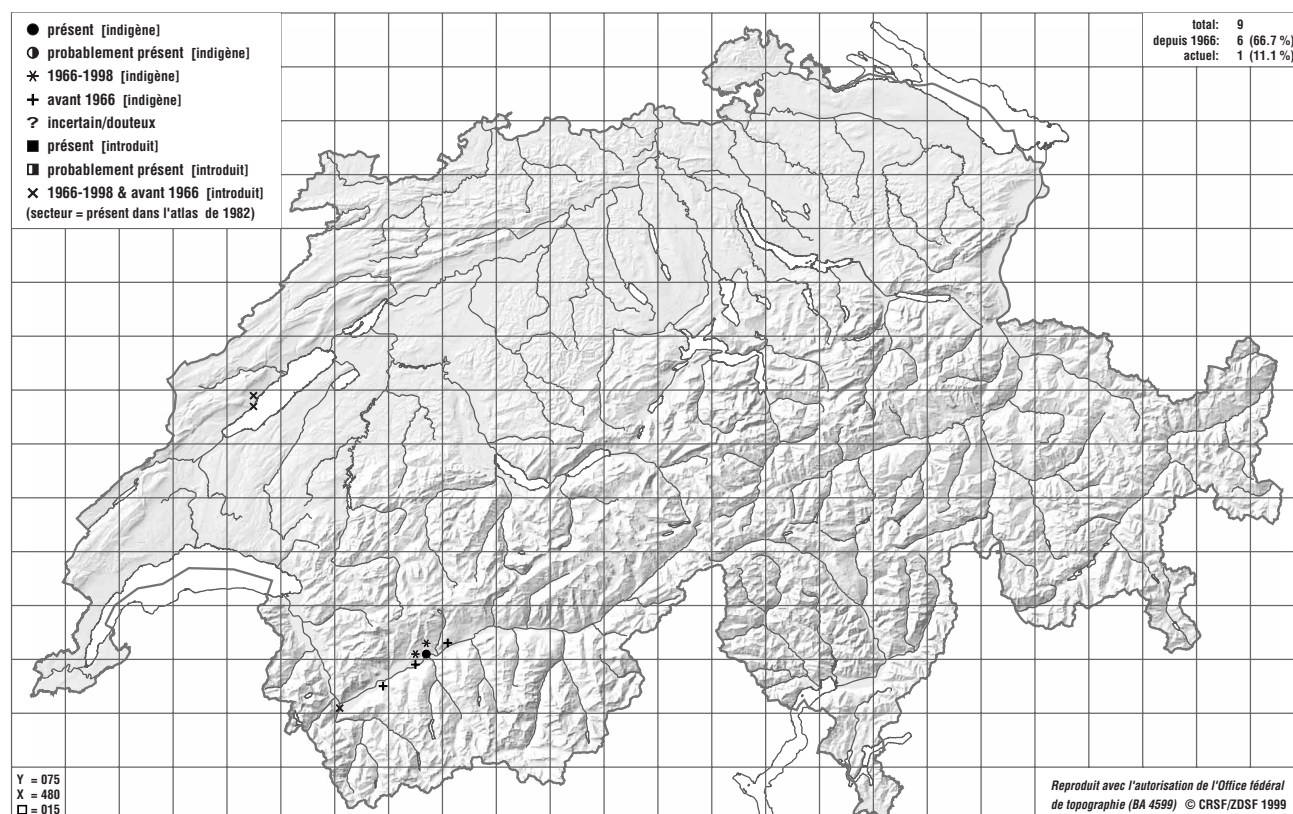 ● présent [indigène]
◑ probablement présent [indigène]
✳ 1966-1998 [indigène]
+ avant 1966 [indigène]
? incertain/douteux
■ présent [introduit]
◨ probablement présent [introduit]
× 1966-1998 & avant 1966 [introduit]
(secteur = présent dans l'atlas de 1982)
total: 9
depuis 1966: 6 (66.7 %)
actuel: 1 (11.1 %)
Y = 075
X = 480
□ = 015
Reproduit avec l'autorisation de l'Office fédéral
de topographie (BA 4599) © CRSF/ZDSF 1999